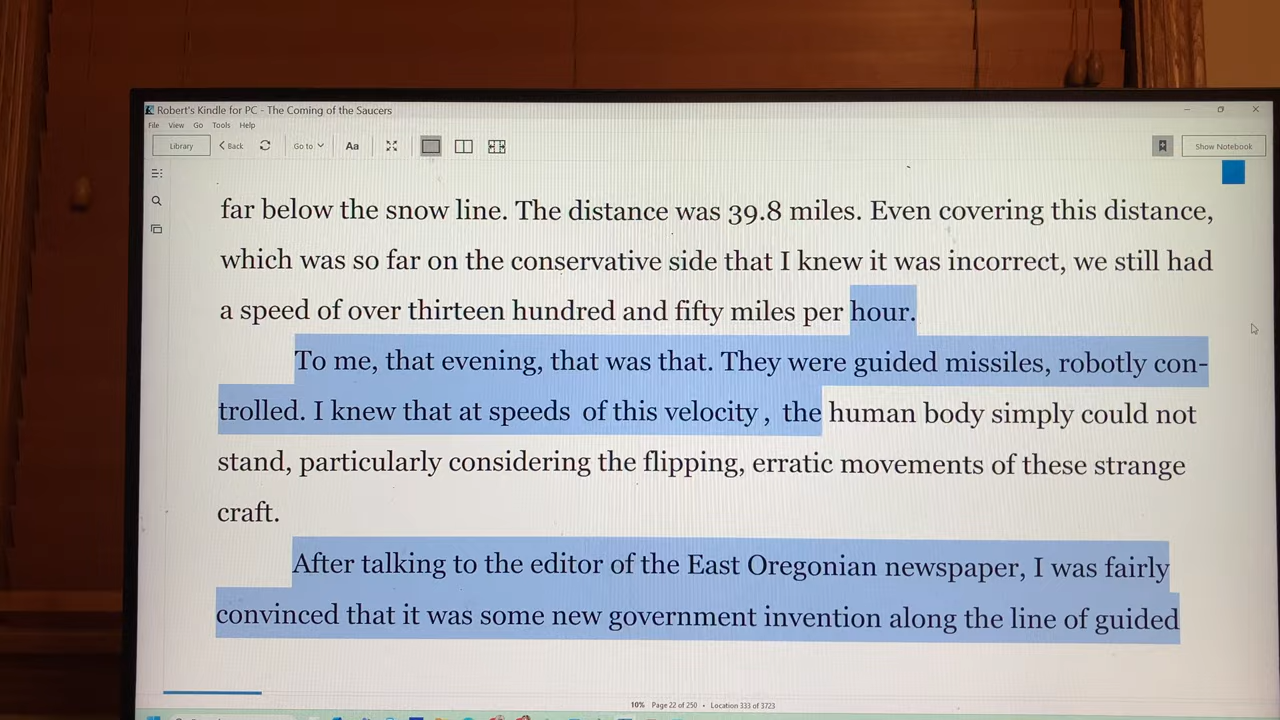 Robert's Kindle for PC - The Coming of the Saucers
File View Go Tools Help
Library Back Go to Aa Show Notebook
far below the snow line. The distance was 39.8 miles. Even covering this distance,
which was so far on the conservative side that I knew it was incorrect, we still had
a speed of over thirteen hundred and fifty miles per hour.
To me, that evening, that was that. They were guided missiles, robotly con-
trolled. I knew that at speeds of this velocity, the human body simply could not
stand, particularly considering the flipping, erratic movements of these strange
craft.
After talking to the editor of the East Oregonian newspaper, I was fairly
convinced that it was some new government invention along the line of guided
10% Page 22 of 250 • Location 333 of 3723